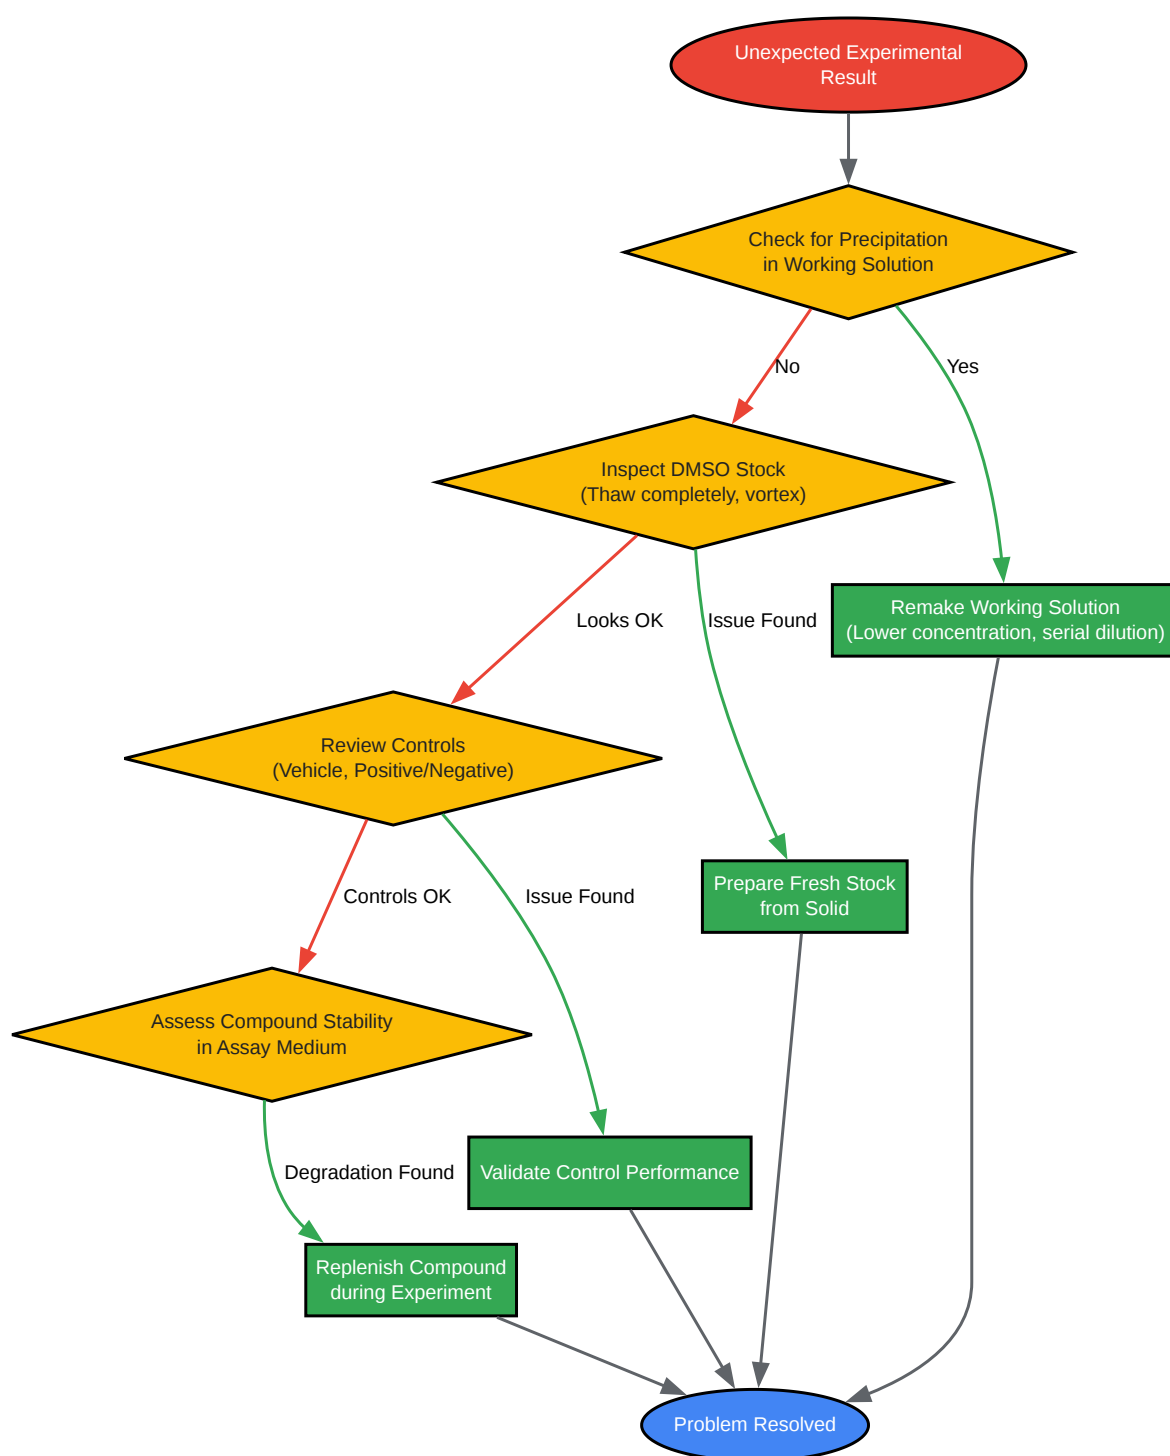 Unexpected Experimental
Result
Check for Precipitation
in Working Solution
No
Yes
Inspect DMSO Stock
(Thaw completely, vortex)
Remake Working Solution
(Lower concentration, serial dilution)
Looks OK
Issue Found
Review Controls
(Vehicle, Positive/Negative)
Prepare Fresh Stock
from Solid
Controls OK
Issue Found
Assess Compound Stability
in Assay Medium
Degradation Found
Validate Control Performance
Replenish Compound
during Experiment
Problem Resolved